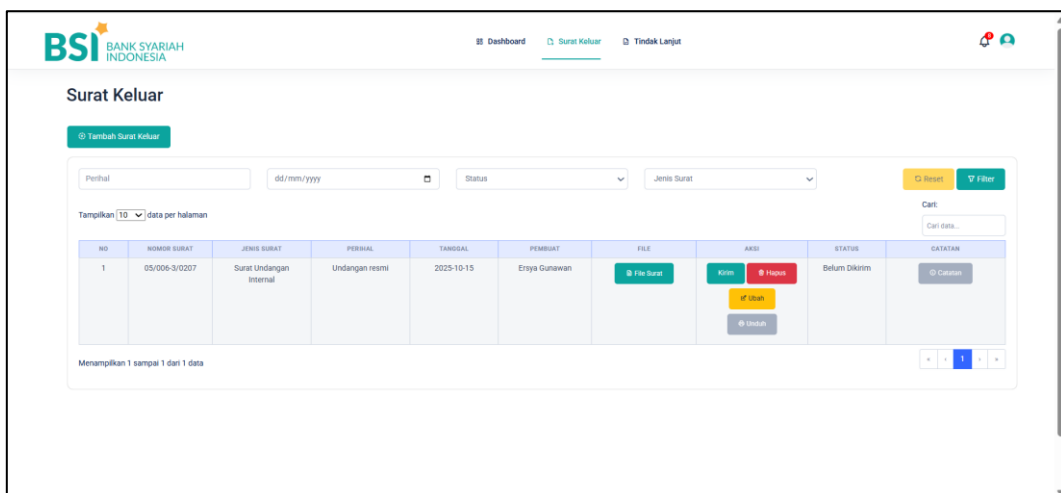 BSI BANK SYARIAH
INDONESIA
Dashboard Surat Keluar Tindak Lanjut
8
Surat Keluar
Tambah Surat Keluar
Perihal dd/mm/yyyy Status Jenis Surat Reset Filter
Tampilkan 10 data per halaman Cari:
Cari data...
NO NOMOR SURAT JENIS SURAT PERIHAL TANGGAL PEMBUAT FILE AKSI STATUS CATATAN
1 05/006-3/0207 Surat Undangan Internal Undangan resmi 2025-10-15 Ersya Gunawan File Surat Kirim Hapus Belum Dikirim Catatan
Ubah
Unduh
Menampilkan 1 sampai 1 dari 1 data « ‹ 1 › »